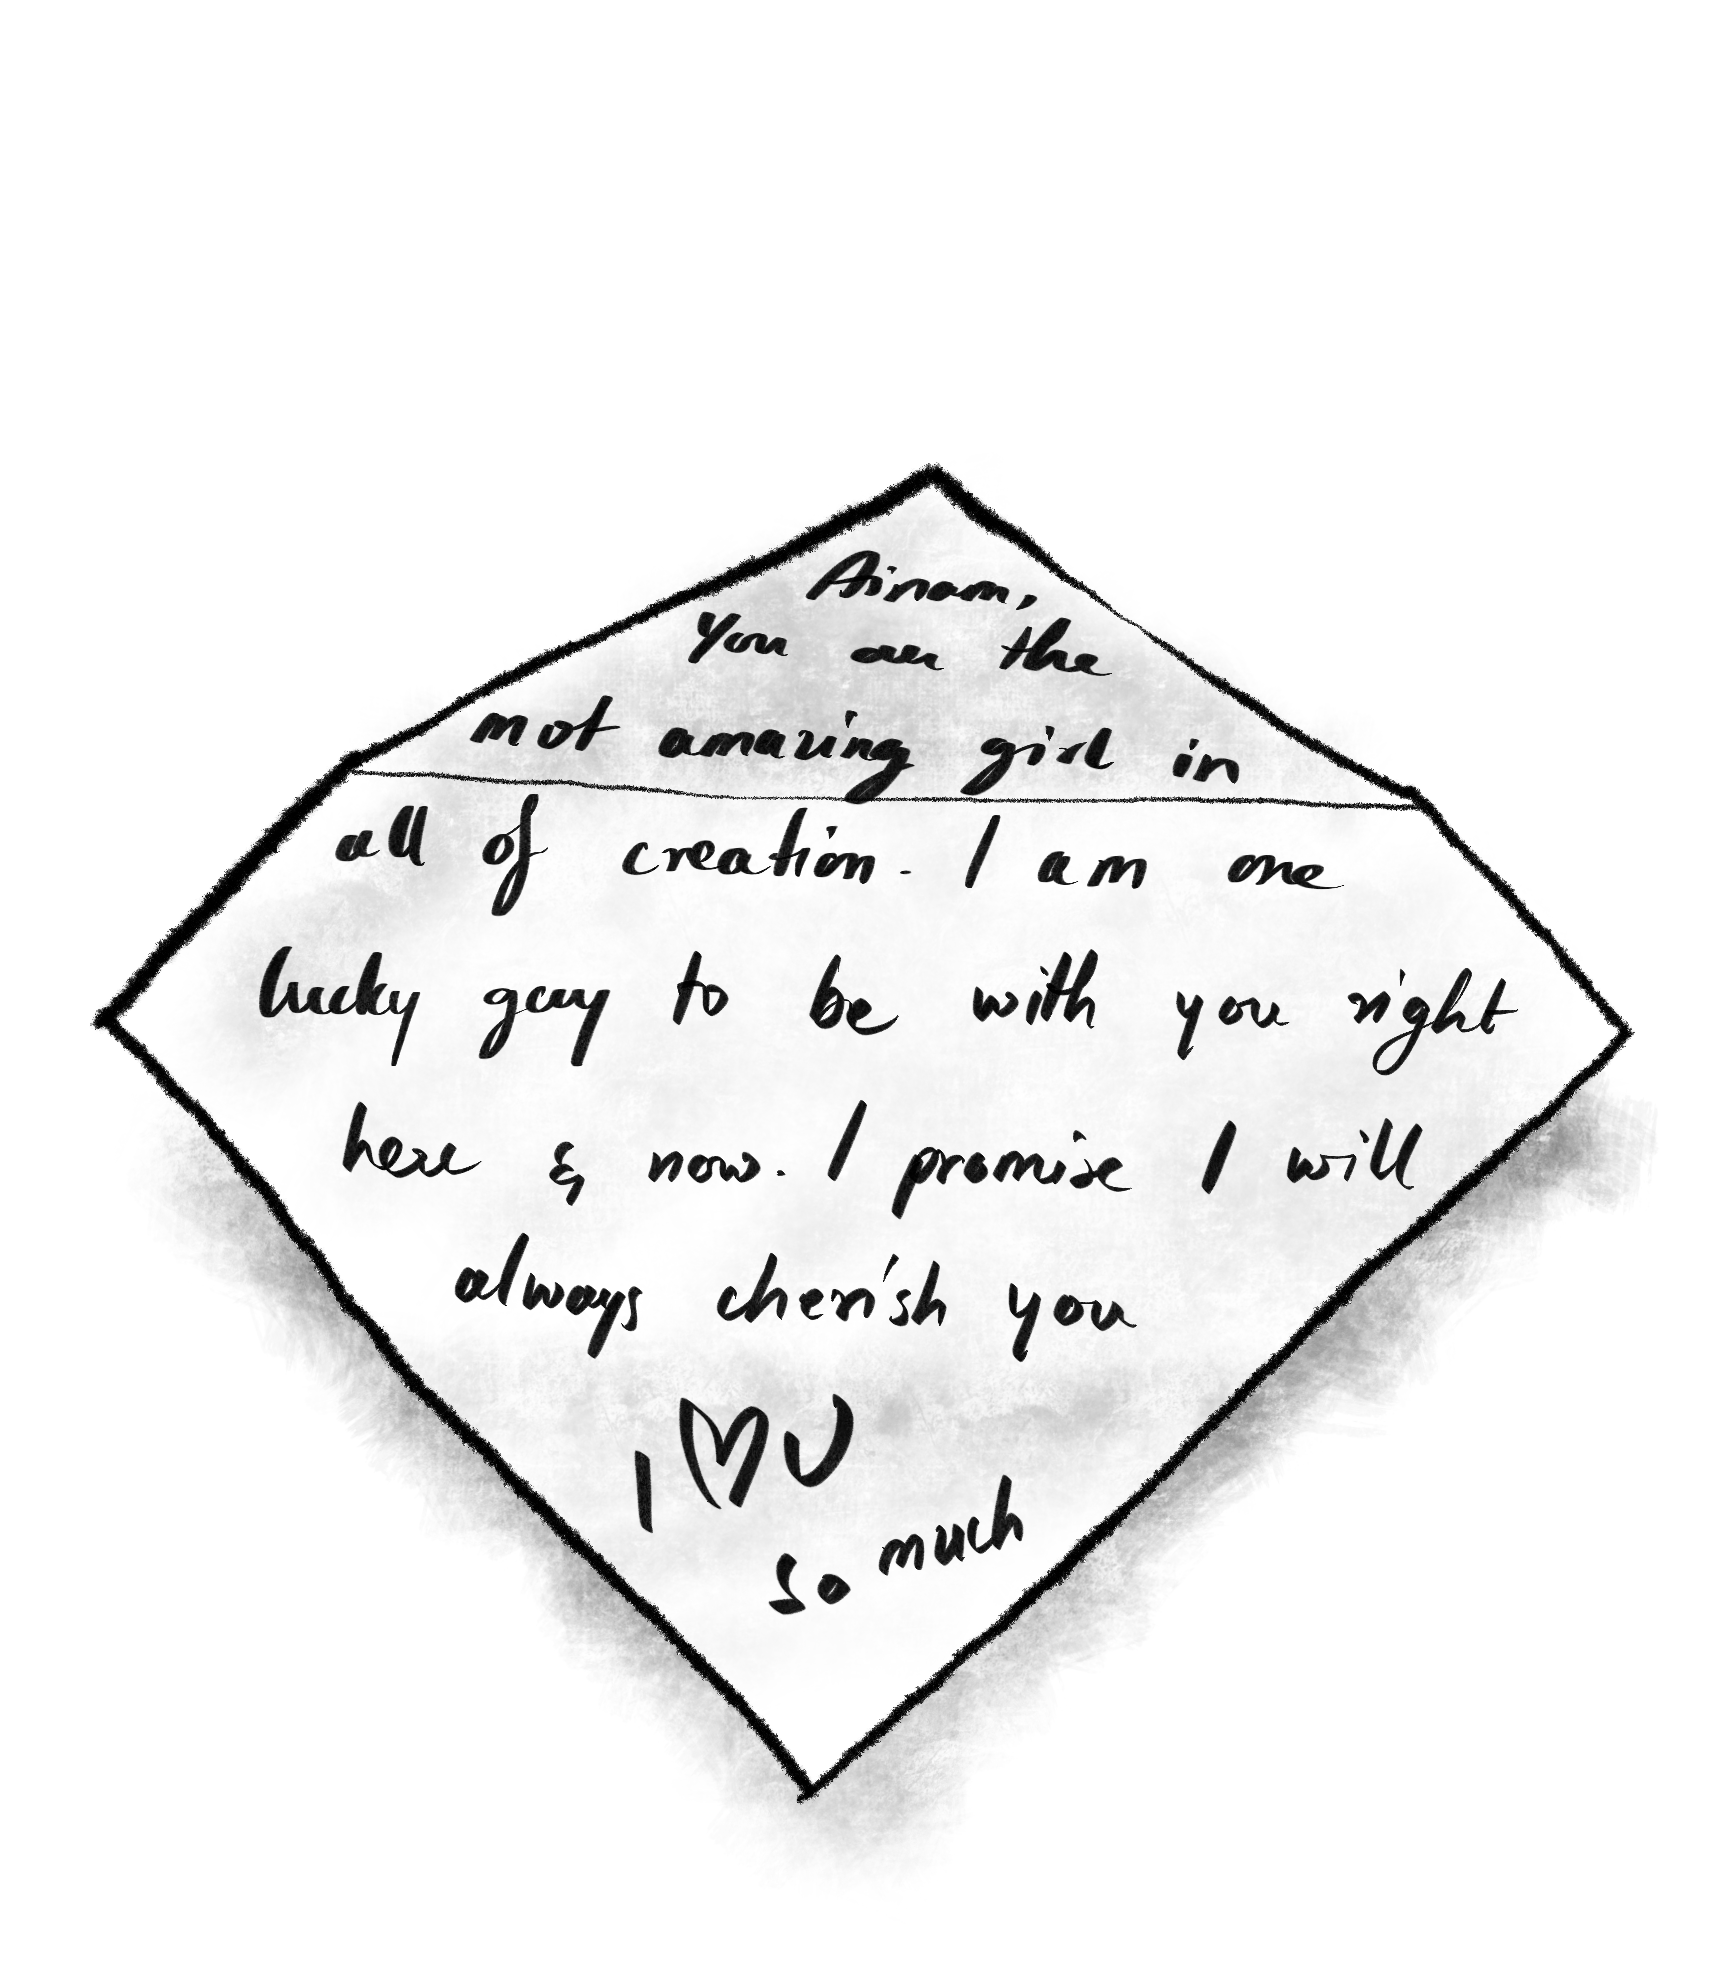 Ainam,
You are the
most amazing girl in
all of creation. I am one
lucky guy to be with you right
here & now. I promise I will
always cherish you
I ♡ U
so much